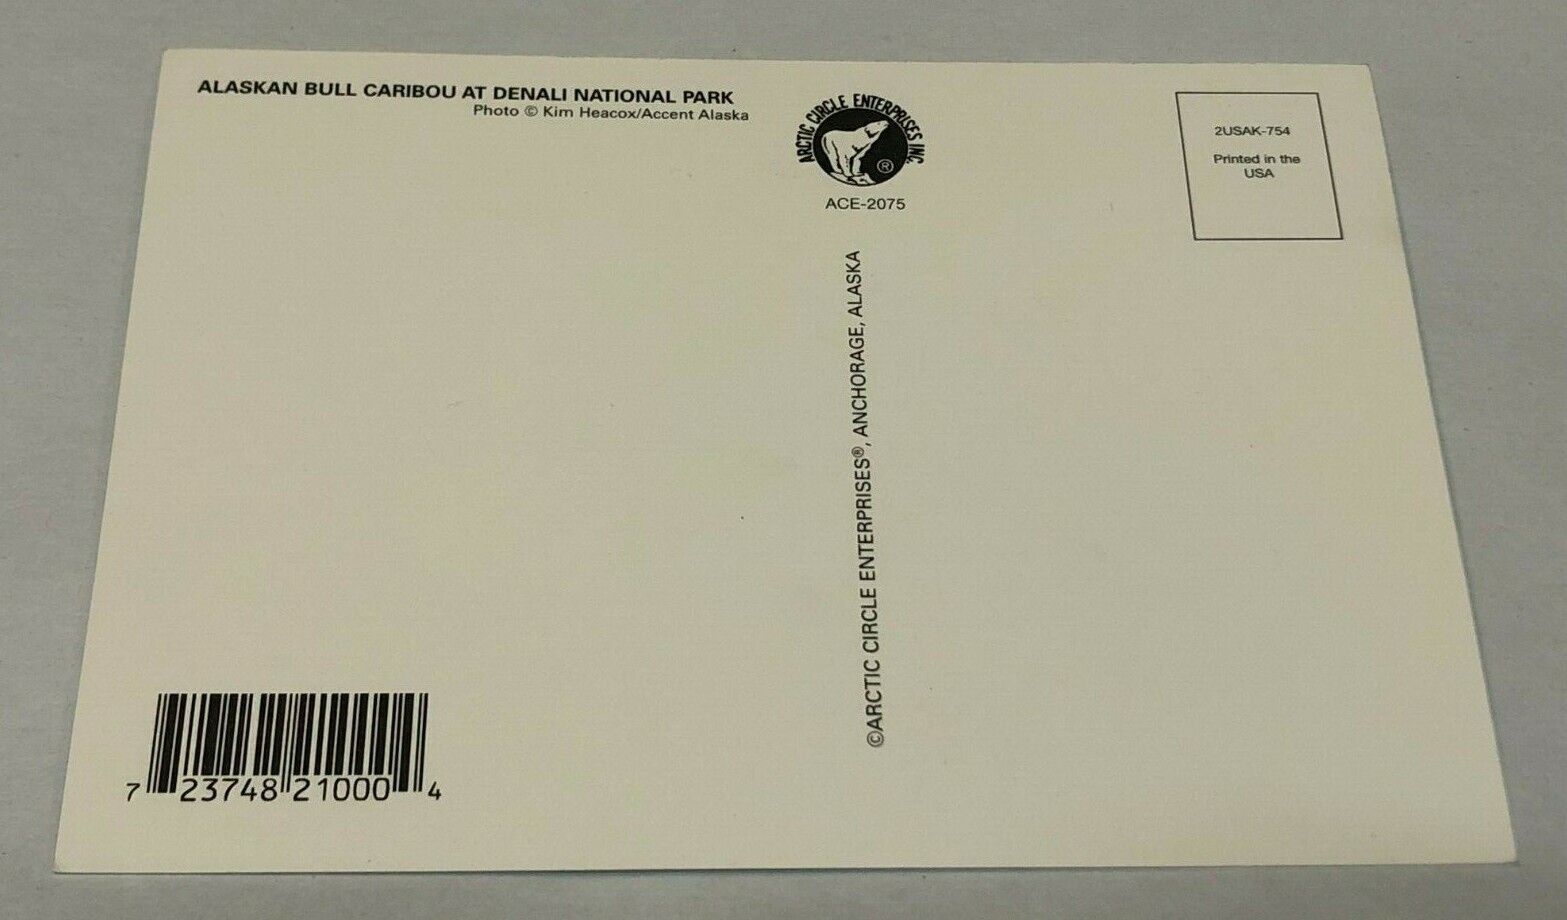 ALASKAN BULL CARIBOU AT DENALI NATIONAL PARK
Photo © Kim Heacox/Accent Alaska
ARCTIC CIRCLE ENTERPRISES INC.
®
ACE-2075
2USAK-754
Printed in the
USA
©ARCTIC CIRCLE ENTERPRISES®, ANCHORAGE, ALASKA
7 23748 21000 4